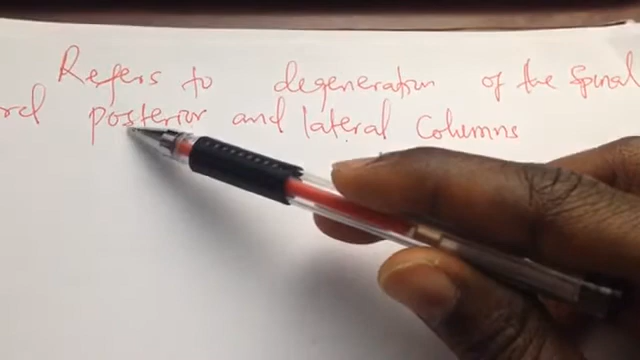 Refers to degeneration of the Spinal
rd posterior and lateral Columns